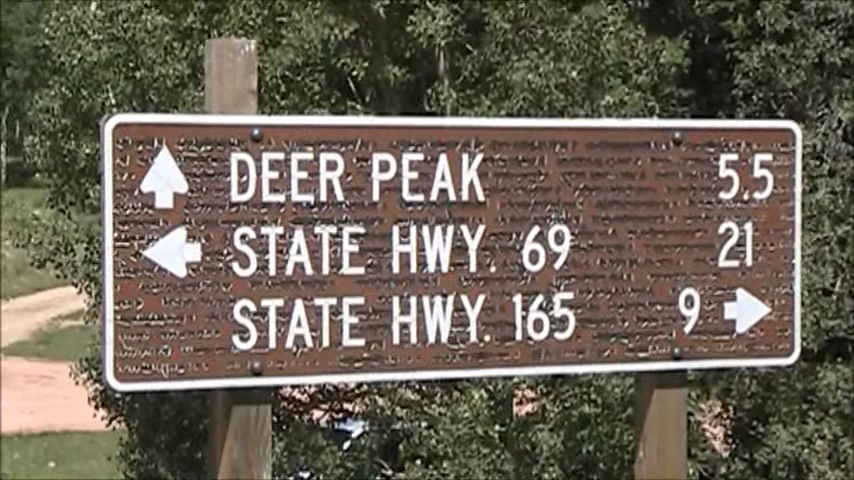 DEER PEAK 5.5
STATE HWY. 69 21
STATE HWY. 165 9